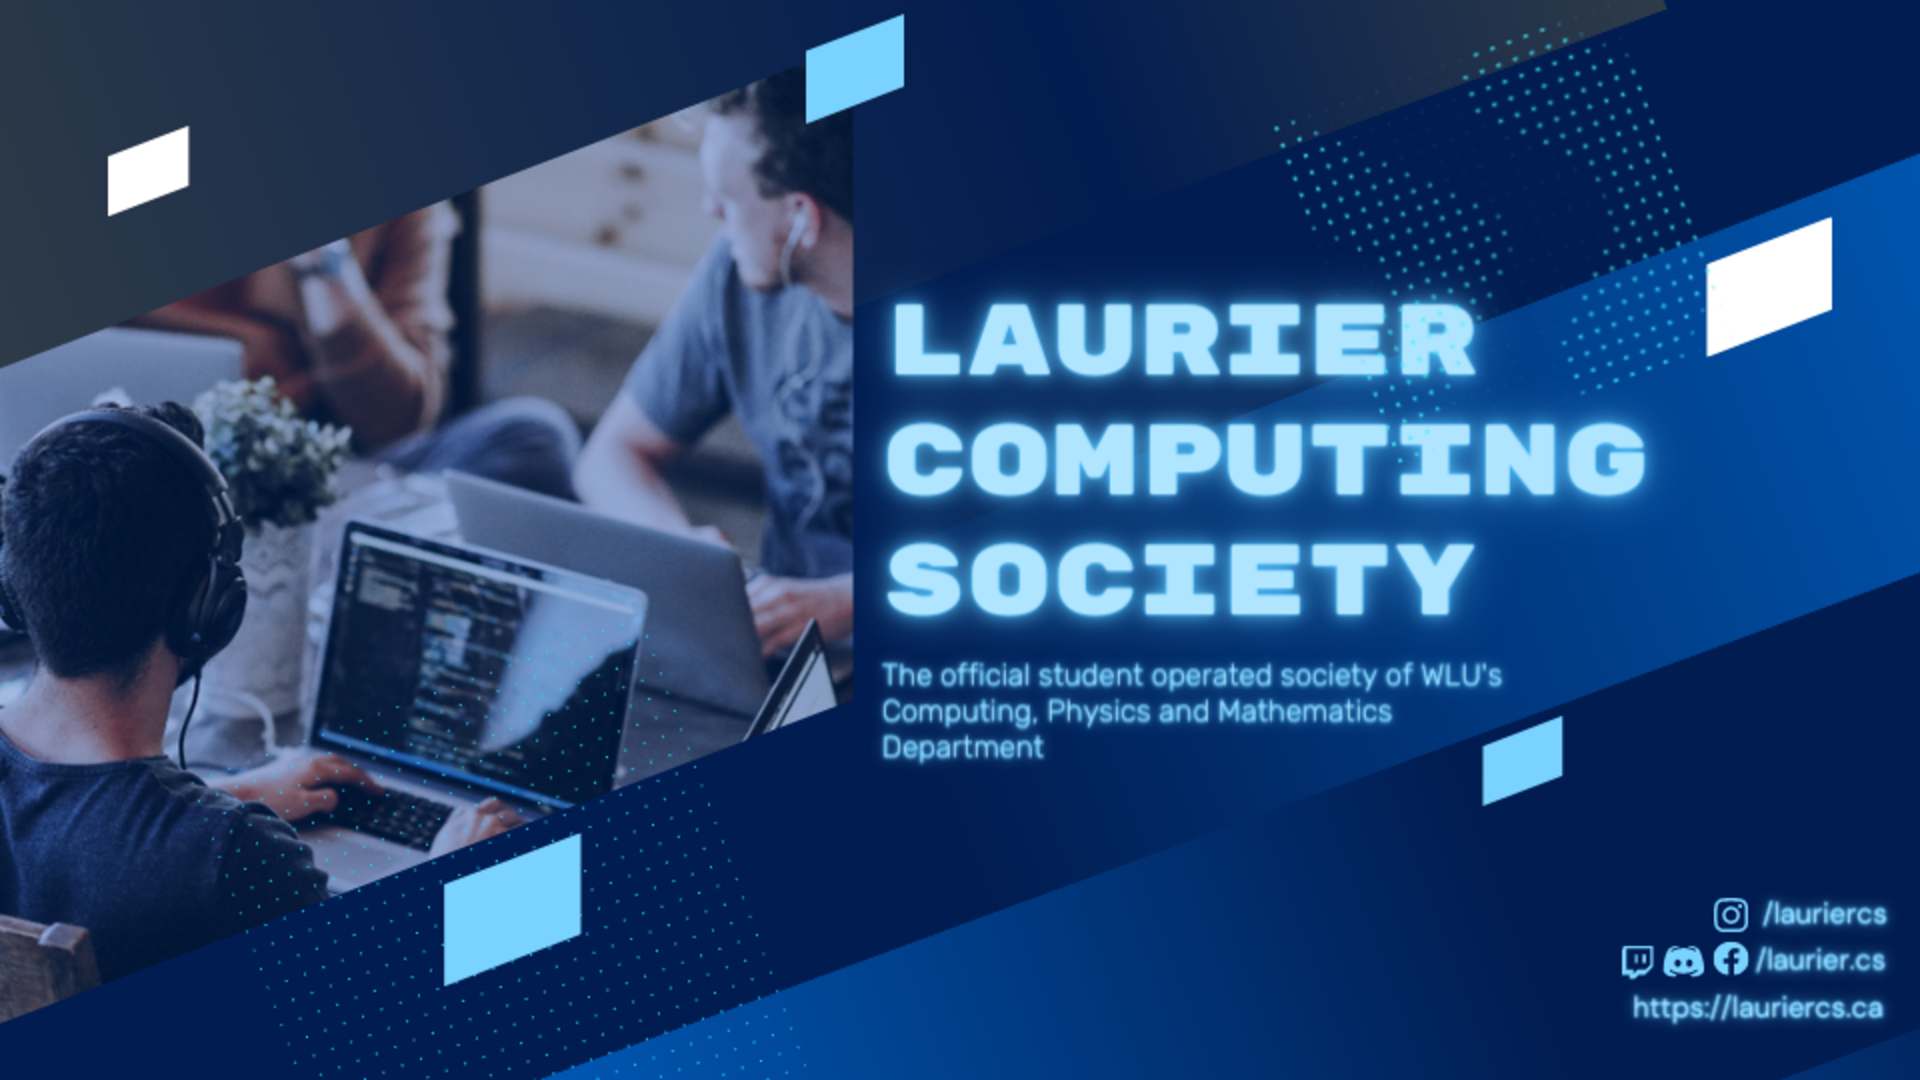 LAURIER
COMPUTING
SOCIETY
The official student operated society of WLU's
Computing, Physics and Mathematics
Department
/lauriercs
/laurier.cs
https://lauriercs.ca